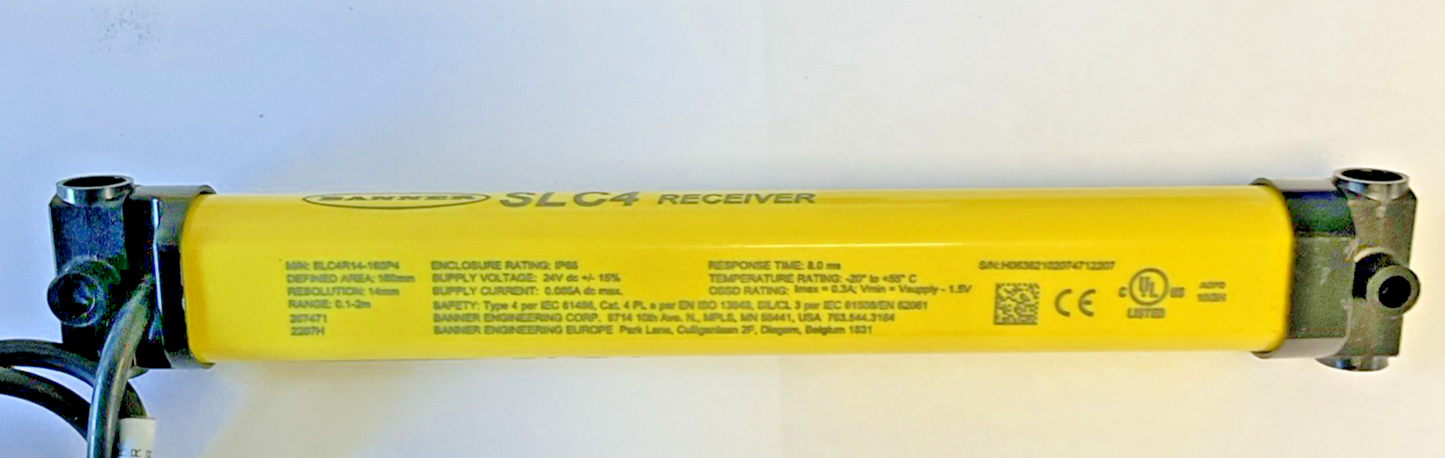 BANNER SLC4 RECEIVER
M/N: SLC4R14-160P4
DEFINED AREA: 160mm
RESOLUTION: 14mm
RANGE: 0.1-2m
207471
2207H
ENCLOSURE RATING: IP65
SUPPLY VOLTAGE: 24V dc +/- 15%
SUPPLY CURRENT: 0.085A dc max.
SAFETY: Type 4 per IEC 61496, Cat. 4 PL e per EN ISO 13849, SIL/CL 3 per IEC 61508/EN 62061
BANNER ENGINEERING CORP. 9714 10th Ave. N., MPLS, MN 55441, USA 763.544.3164
BANNER ENGINEERING EUROPE Park Lane, Culliganlaan 2F, Diegem, Belgium 1831
RESPONSE TIME: 8.0 ms
TEMPERATURE RATING: -20° to +55° C
OSSD RATING: Imax = 0.3A; Vmin = Vsupply - 1.5V
CE
C UL US
LISTED